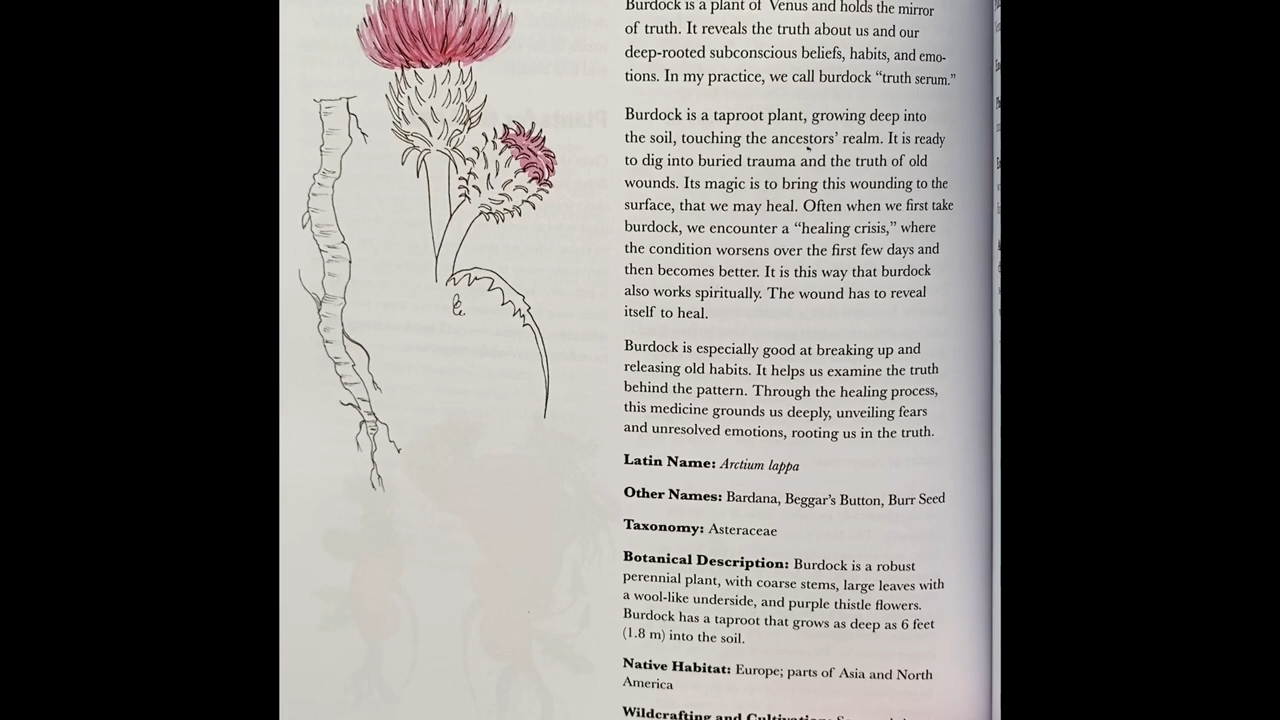 Burdock is a plant of Venus and holds the mirror
of truth. It reveals the truth about us and our
deep-rooted subconscious beliefs, habits, and emo-
tions. In my practice, we call burdock “truth serum.”
Burdock is a taproot plant, growing deep into
the soil, touching the ancestors’ realm. It is ready
to dig into buried trauma and the truth of old
wounds. Its magic is to bring this wounding to the
surface, that we may heal. Often when we first take
burdock, we encounter a “healing crisis,” where
the condition worsens over the first few days and
then becomes better. It is this way that burdock
also works spiritually. The wound has to reveal
itself to heal.
Burdock is especially good at breaking up and
releasing old habits. It helps us examine the truth
behind the pattern. Through the healing process,
this medicine grounds us deeply, unveiling fears
and unresolved emotions, rooting us in the truth.
Latin Name: Arctium lappa
Other Names: Bardana, Beggar’s Button, Burr Seed
Taxonomy: Asteraceae
Botanical Description: Burdock is a robust
perennial plant, with coarse stems, large leaves with
a wool-like underside, and purple thistle flowers.
Burdock has a taproot that grows as deep as 6 feet
(1.8 m) into the soil.
Native Habitat: Europe; parts of Asia and North
America
Wildcrafting and Cultivation: